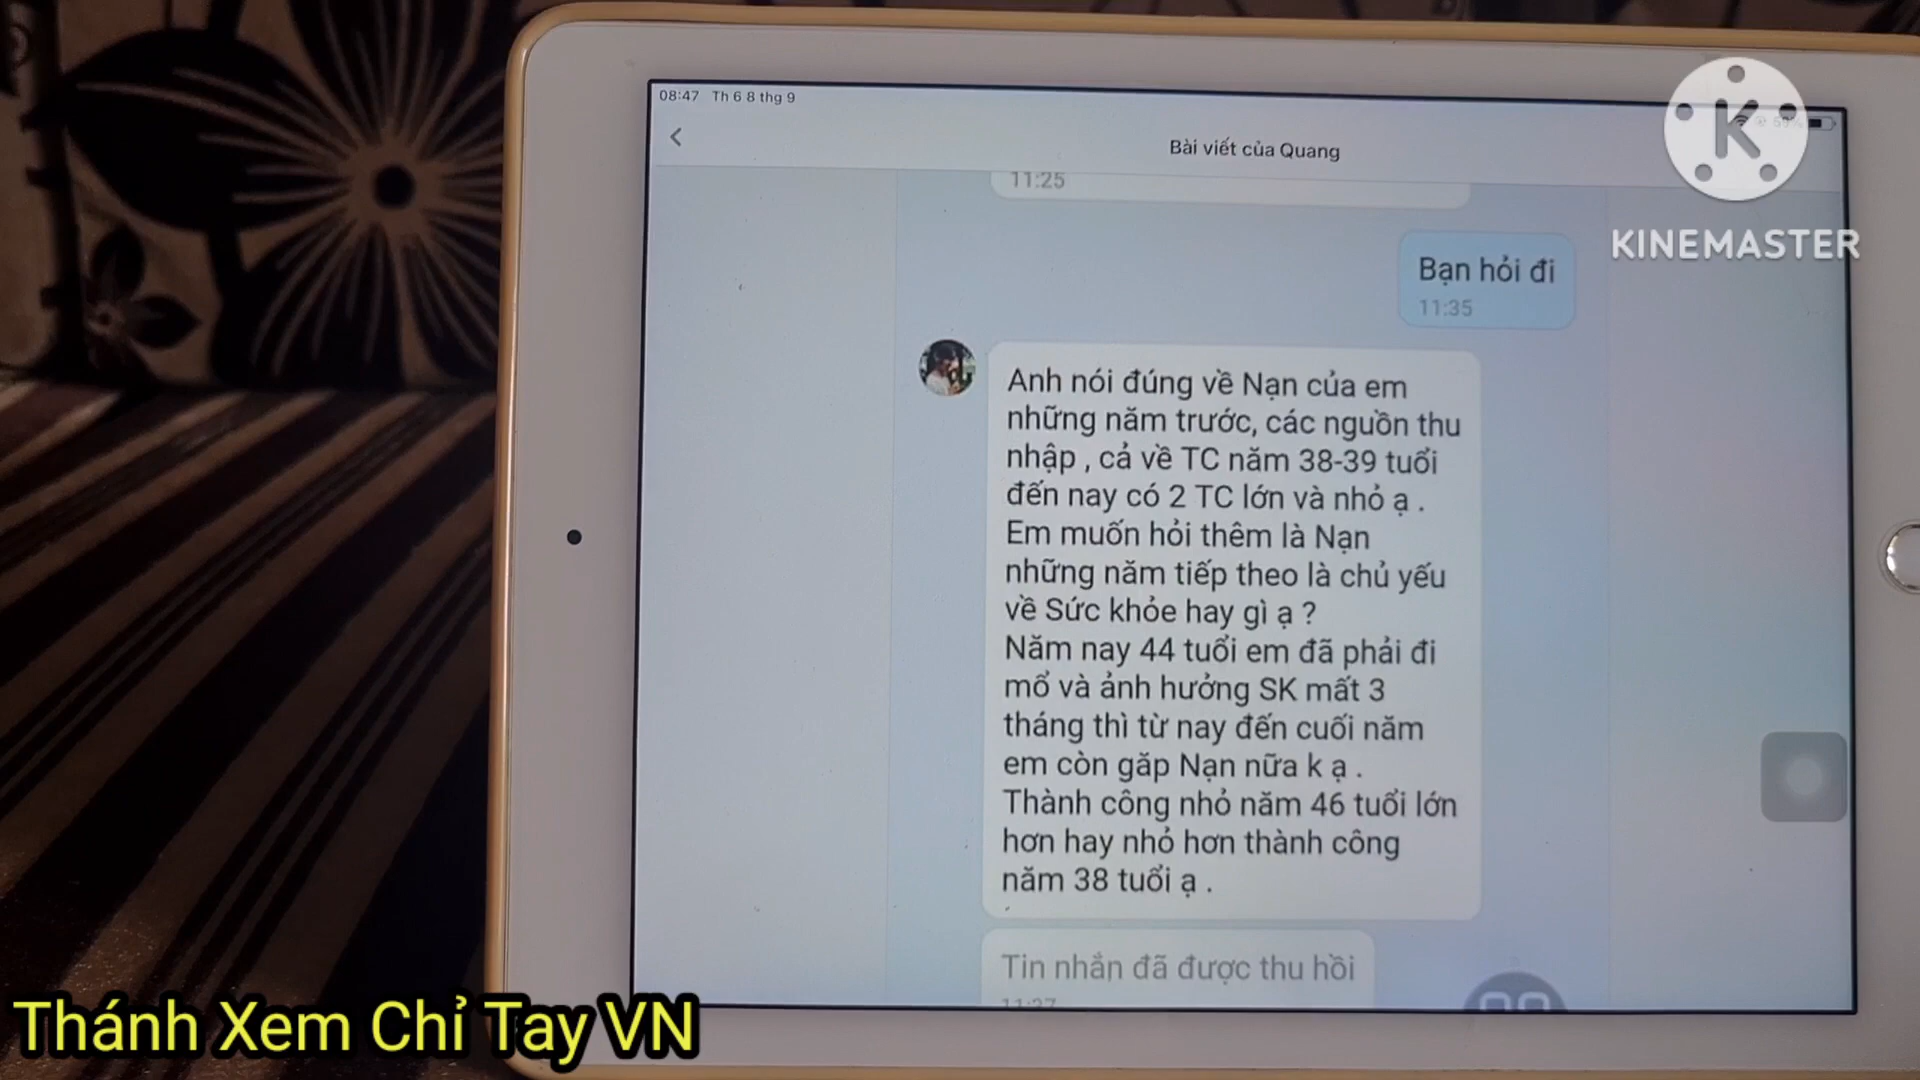 08:47 Th 6 8 thg 9
59%
Bài viết của Quang
K
KINEMASTER
11:25
Bạn hỏi đi
11:35
Anh nói đúng về Nạn của em
những năm trước, các nguồn thu
nhập , cả về TC năm 38-39 tuổi
đến nay có 2 TC lớn và nhỏ ạ .
Em muốn hỏi thêm là Nạn
những năm tiếp theo là chủ yếu
về Sức khỏe hay gì ạ ?
Năm nay 44 tuổi em đã phải đi
mổ và ảnh hưởng SK mất 3
tháng thì từ nay đến cuối năm
em còn găp Nạn nữa k ạ .
Thành công nhỏ năm 46 tuổi lớn
hơn hay nhỏ hơn thành công
năm 38 tuổi ạ .
Tin nhắn đã được thu hồi
11:37
Thánh Xem Chỉ Tay VN